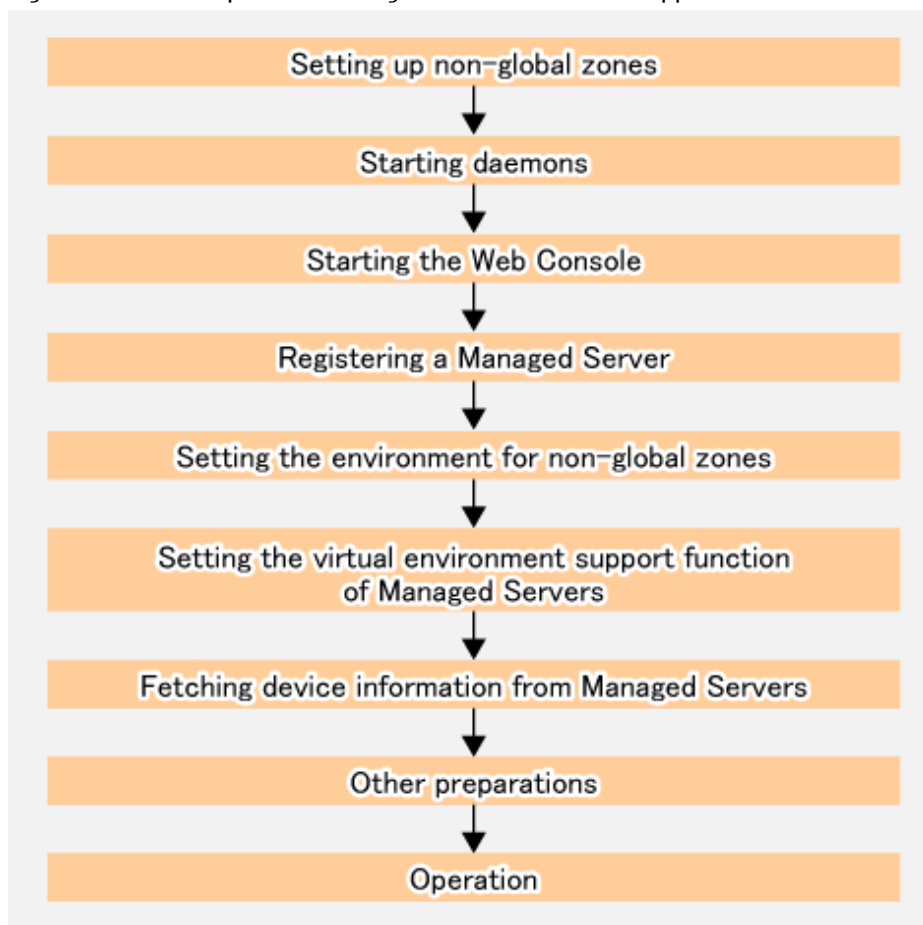 Setting up non-global zones
Starting daemons
Starting the Web Console
Registering a Managed Server
Setting the environment for non-global zones
Setting the virtual environment support function
of Managed Servers
Fetching device information from Managed Servers
Other preparations
Operation